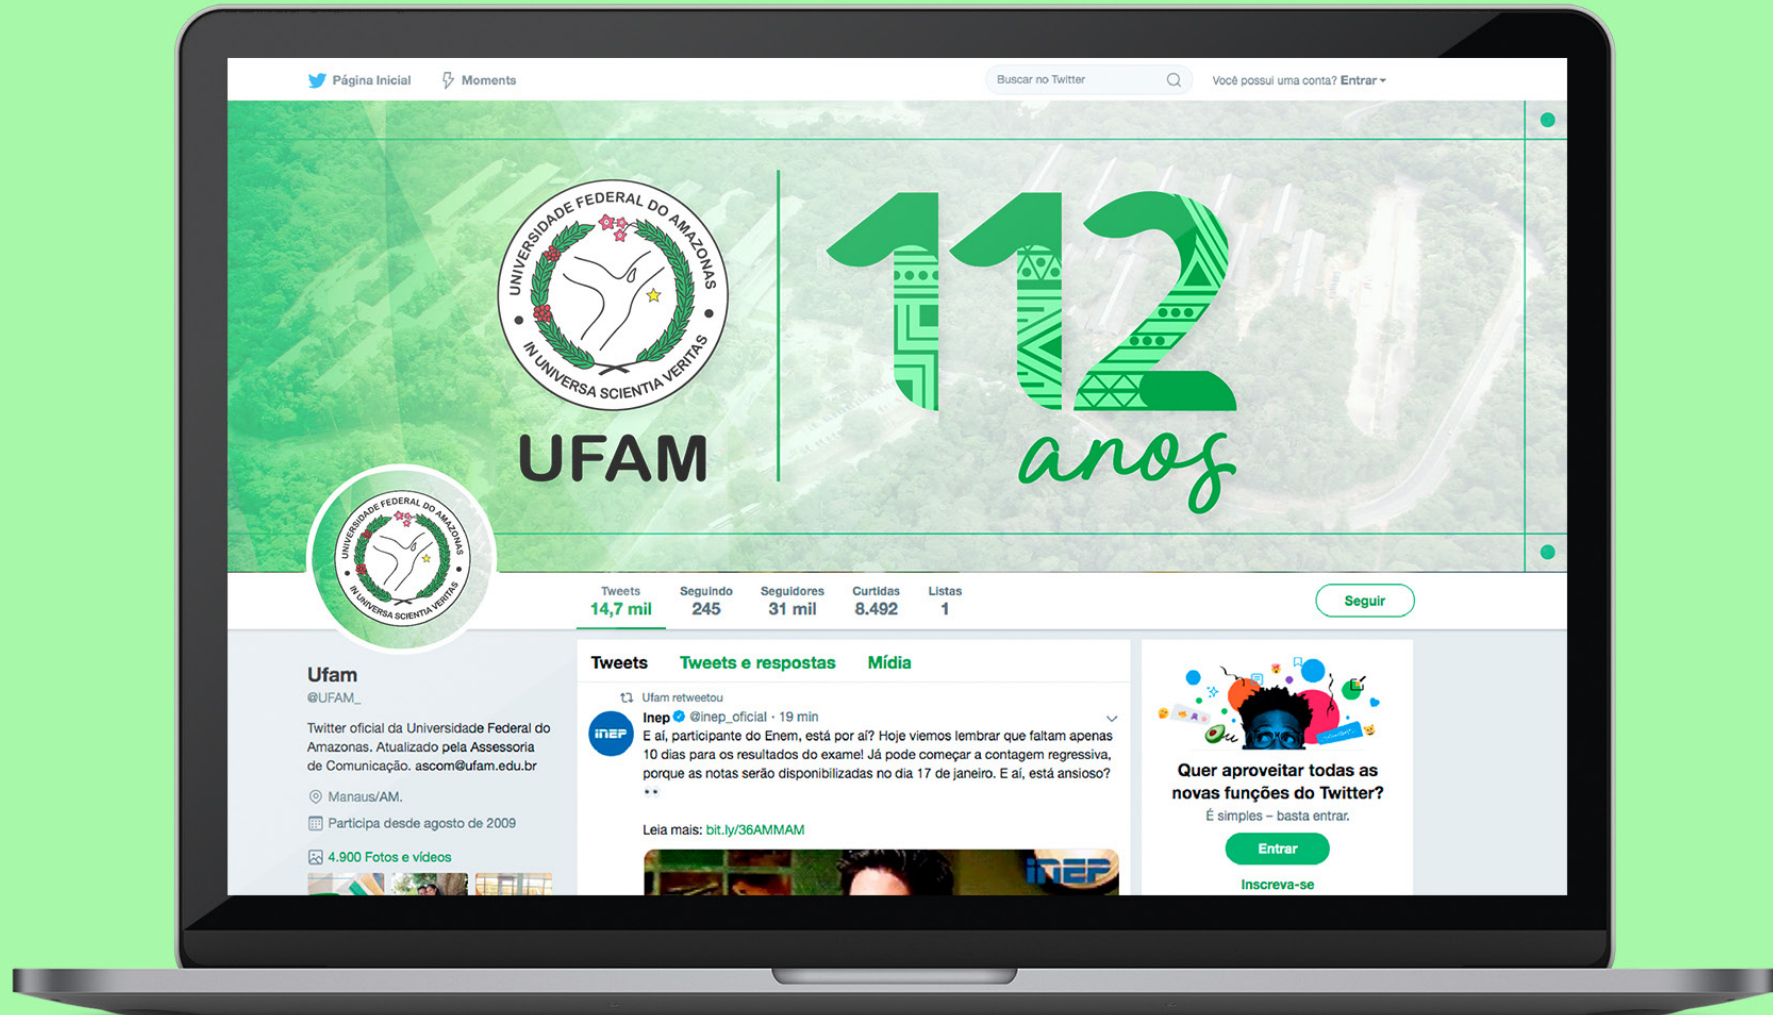 Página Inicial
Moments
Buscar no Twitter
Você possui uma conta? Entrar
UNIVERSIDADE FEDERAL DO AMAZONAS
IN UNIVERSA SCIENTIA VERITAS
UFAM
112
anos
UNIVERSIDADE FEDERAL DO AMAZONAS
IN UNIVERSA SCIENTIA VERITAS
Tweets
14,7 mil
Seguindo
245
Seguidores
31 mil
Curtidas
8.492
Listas
1
Seguir
Ufam
@UFAM_
Twitter oficial da Universidade Federal do
Amazonas. Atualizado pela Assessoria
de Comunicação. ascom@ufam.edu.br
Manaus/AM.
Participa desde agosto de 2009
4.900 Fotos e vídeos
Tweets
Tweets e respostas
Mídia
Ufam retweetou
inep
Inep @inep_oficial · 19 min
E aí, participante do Enem, está por aí? Hoje viemos lembrar que faltam apenas
10 dias para os resultados do exame! Já pode começar a contagem regressiva,
porque as notas serão disponibilizadas no dia 17 de janeiro. E aí, está ansioso?
Leia mais: bit.ly/36AMMAM
inep
Quer aproveitar todas as
novas funções do Twitter?
É simples – basta entrar.
Entrar
Inscreva-se